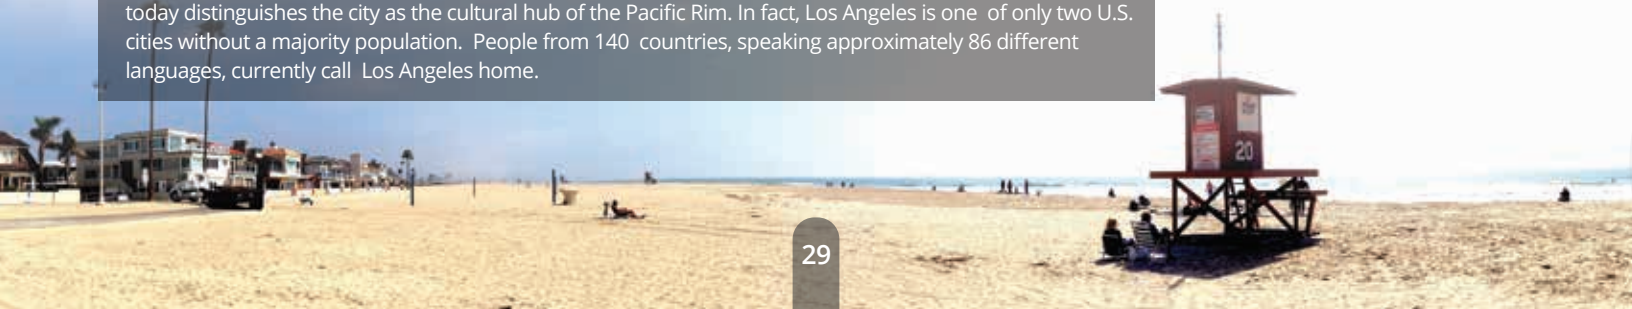 today distinguishes the city as the cultural hub of the Pacific Rim. In fact, Los Angeles is one  of only two U.S.
cities without a majority population.  People from 140  countries, speaking approximately 86 different
languages, currently call  Los Angeles home.
20
29